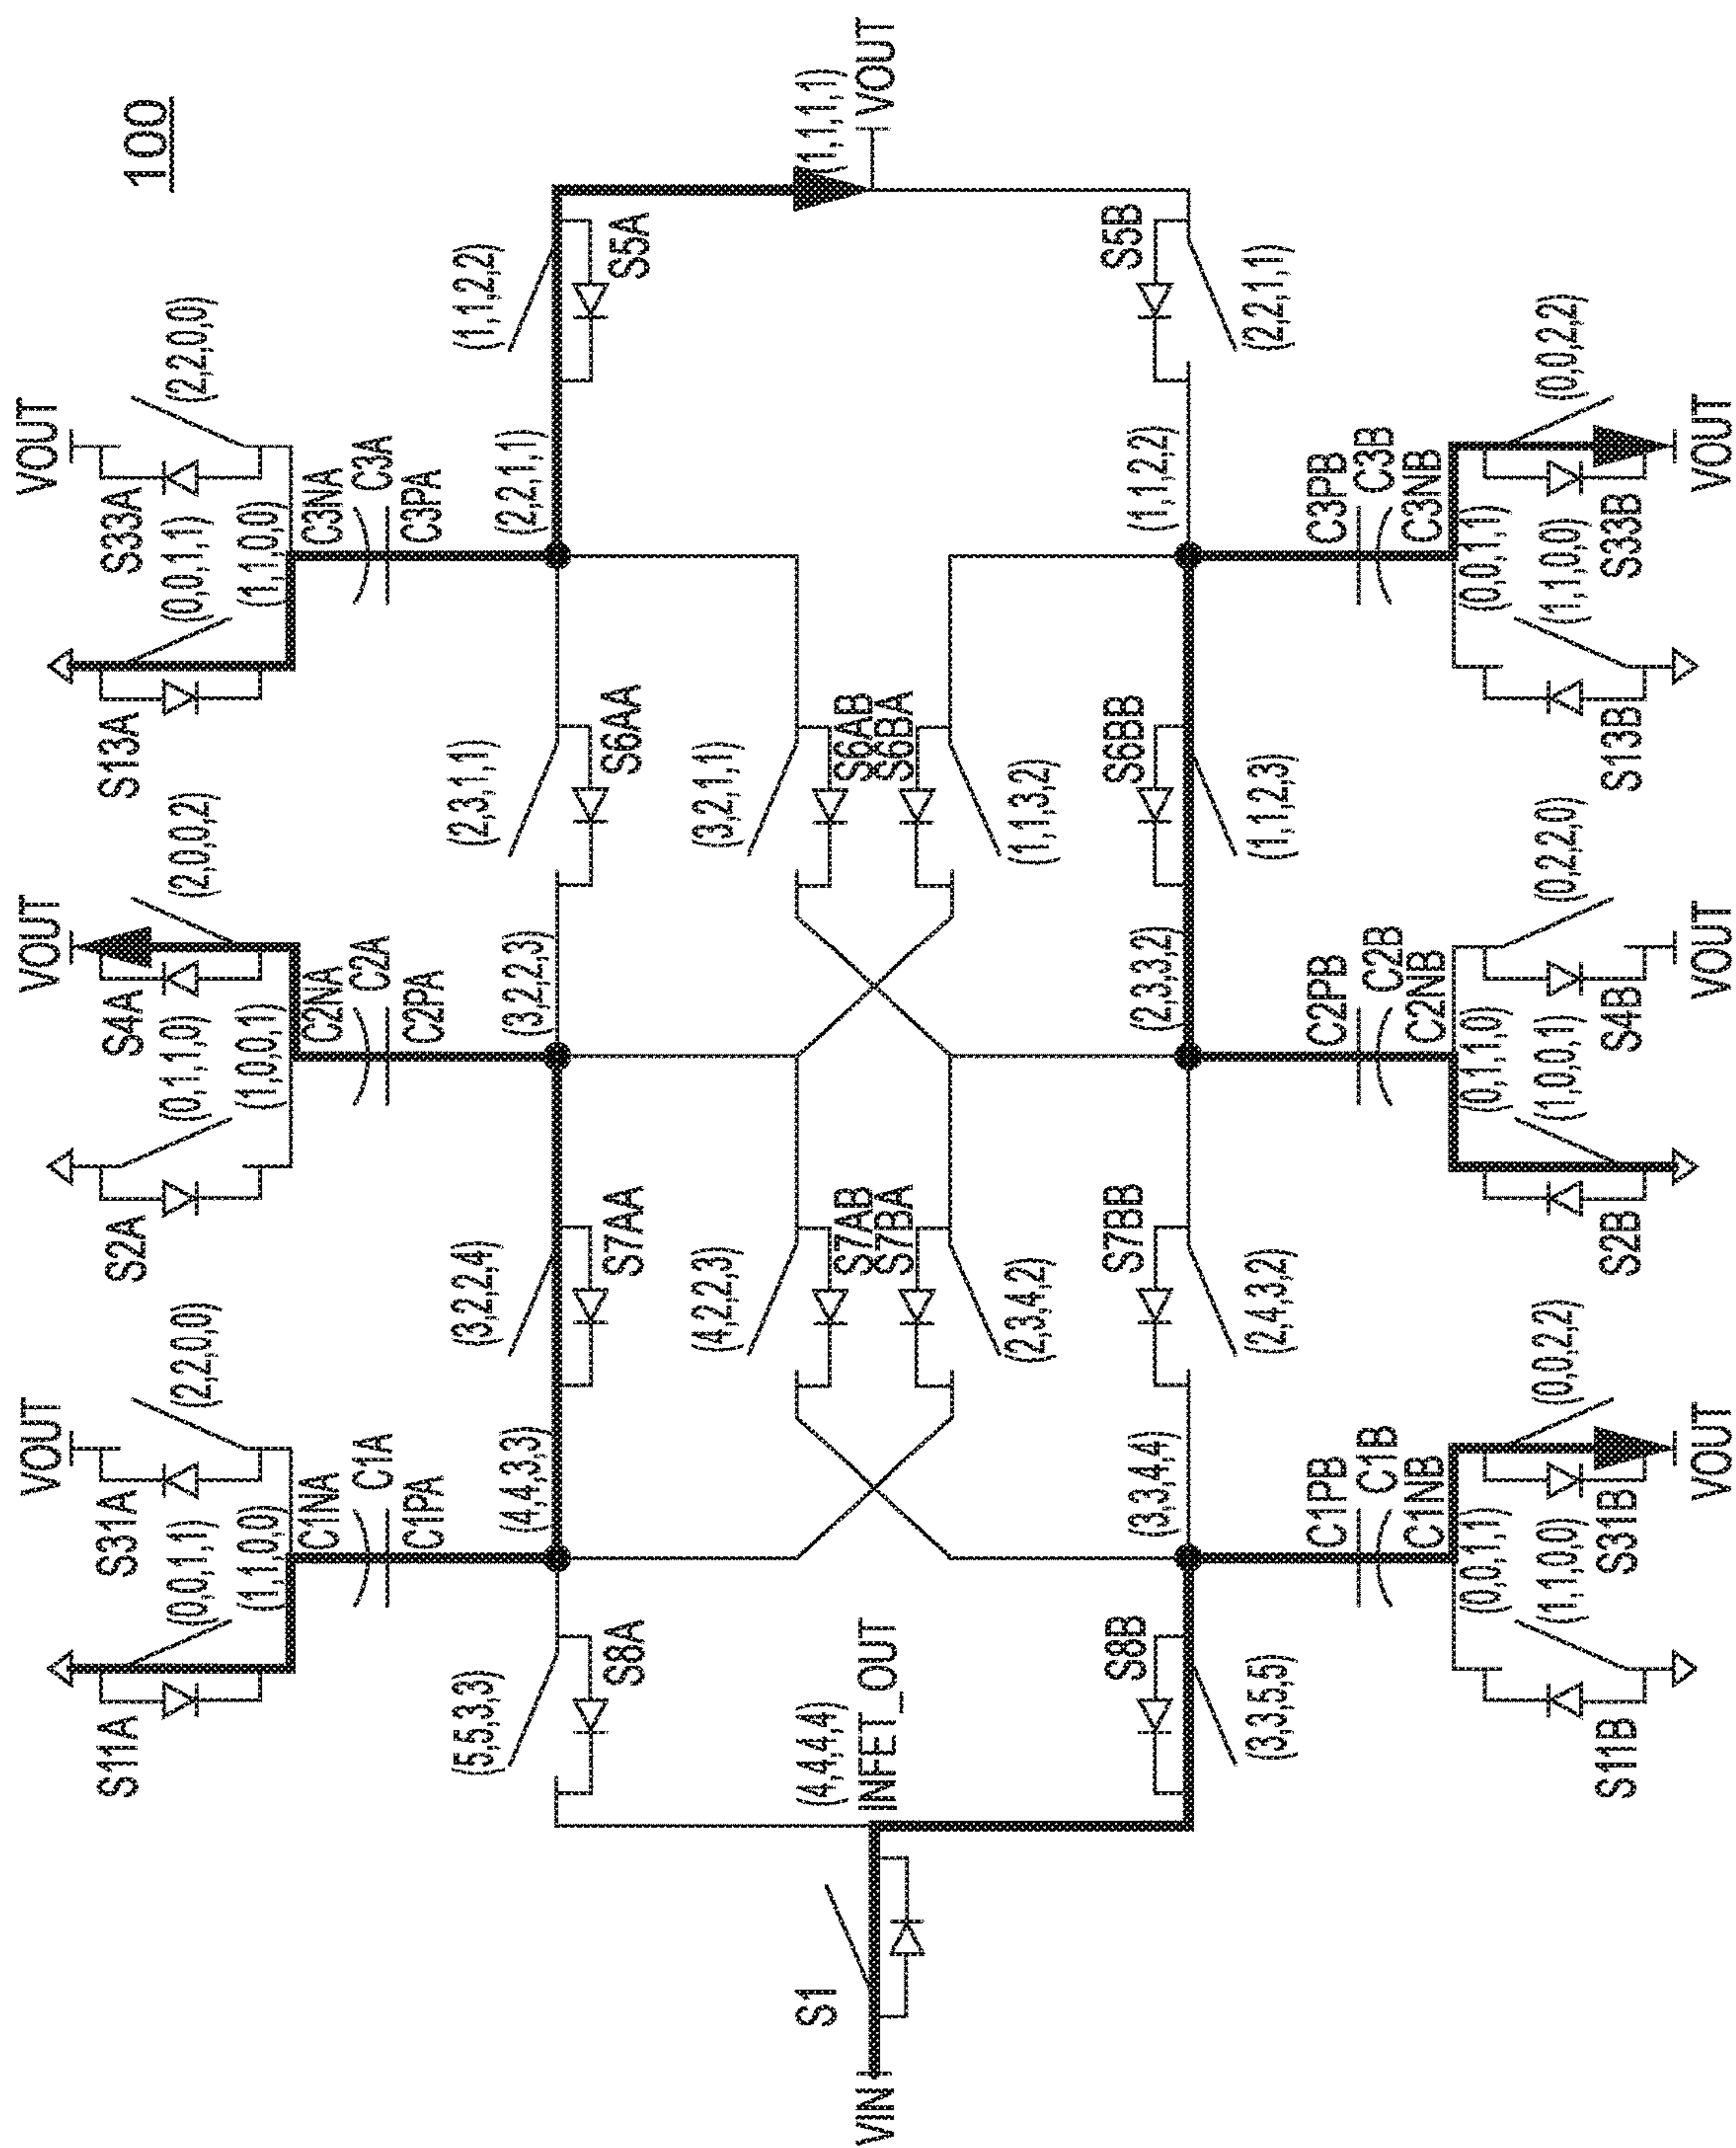 100
VOUT
VOUT
VOUT
S11A
S31A
S2A
S4A
S13A
S33A
(0,0,1,1)
(2,2,0,0)
(0,1,1,0)
(2,0,0,2)
(0,0,1,1)
(2,2,0,0)
(1,1,0,0)
(1,0,0,1)
(1,1,0,0)
C1NA
C2NA
C3NA
C1A
C2A
C3A
C1PA
C2PA
C3PA
(5,5,3,3)
(3,2,2,4)
(2,3,1,1)
(1,1,2,2)
(4,4,3,3)
(3,2,2,3)
(2,2,1,1)
S8A
S7AA
S6AA
S5A
(4,2,2,3)
(3,2,1,1)
S1
(4,4,4,4)
(1,1,1,1)
S7AB
S6AB
VIN
INFET_OUT
S7BA
S6BA
VOUT
(2,3,4,2)
(1,1,3,2)
S8B
S7BB
S6BB
S5B
(3,3,4,4)
(2,3,3,2)
(1,1,2,2)
(3,3,5,5)
(2,4,3,2)
(1,1,2,3)
(2,2,1,1)
C1PB
C2PB
C3PB
C1B
C2B
C3B
C1NB
C2NB
C3NB
(0,0,1,1)
(0,1,1,0)
(0,0,1,1)
(1,1,0,0)
(0,0,2,2)
(1,0,0,1)
(0,2,2,0)
(1,1,0,0)
(0,0,2,2)
S11B
S31B
S2B
S4B
S13B
S33B
VOUT
VOUT
VOUT